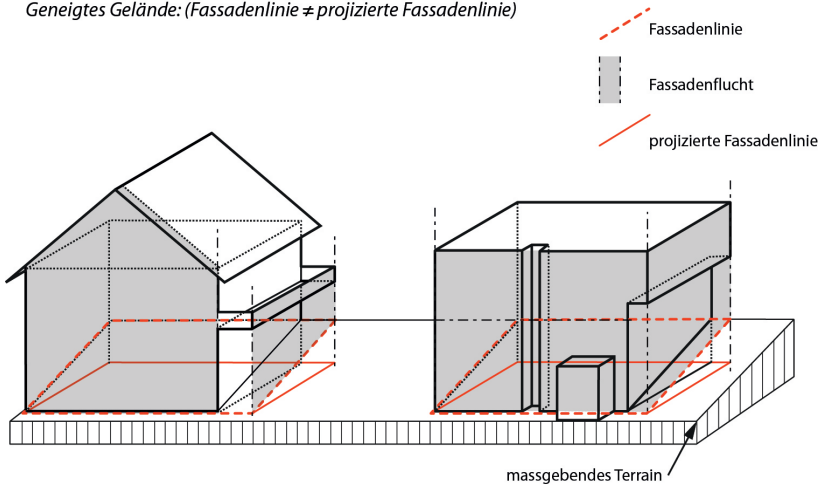 Geneigtes Gelände: (Fassadenlinie ≠ projizierte Fassadenlinie)
Fassadenlinie
Fassadenflucht
projizierte Fassadenlinie
massgebendes Terrain